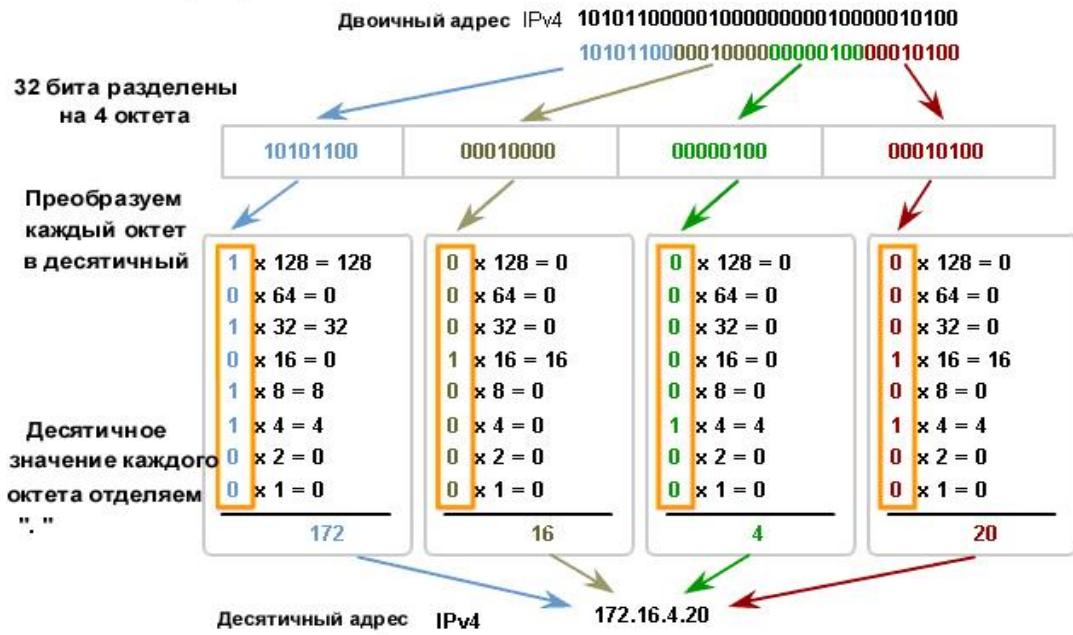 Двоичный адрес IPv4 10101100000100000000010000010100
10101100000100000000010000010100
32 бита разделены
на 4 октета
10101100 00010000 00000100 00010100
Преобразуем
каждый октет
в десятичный
1 x 128 = 128
0 x 64 = 0
1 x 32 = 32
0 x 16 = 0
1 x 8 = 8
1 x 4 = 4
0 x 2 = 0
0 x 1 = 0
172
0 x 128 = 0
0 x 64 = 0
0 x 32 = 0
1 x 16 = 16
0 x 8 = 0
0 x 4 = 0
0 x 2 = 0
0 x 1 = 0
16
0 x 128 = 0
0 x 64 = 0
0 x 32 = 0
0 x 16 = 0
0 x 8 = 0
1 x 4 = 4
0 x 2 = 0
0 x 1 = 0
4
0 x 128 = 0
0 x 64 = 0
0 x 32 = 0
1 x 16 = 16
0 x 8 = 0
1 x 4 = 4
0 x 2 = 0
0 x 1 = 0
20
Десятичное
значение каждого
октета отделяем
". "
Десятичный адрес IPv4 172.16.4.20